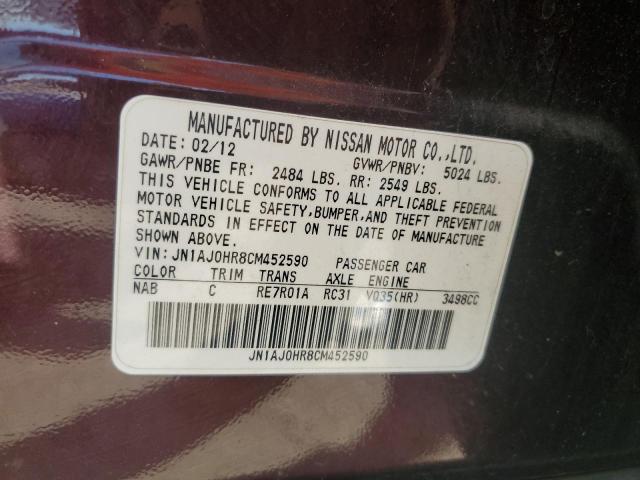 MANUFACTURED BY NISSAN MOTOR CO.,LTD.
DATE: 02/12 GVWR/PNBV: 5024 LBS.
GAWR/PNBE FR: 2484 LBS. RR: 2549 LBS.
THIS VEHICLE CONFORMS TO ALL APPLICABLE FEDERAL
MOTOR VEHICLE SAFETY,BUMPER,AND THEFT PREVENTION
STANDARDS IN EFFECT ON THE DATE OF MANUFACTURE
SHOWN ABOVE.
VIN: JN1AJ0HR8CM452590 PASSENGER CAR
COLOR TRIM TRANS AXLE ENGINE
NAB C RE7R01A RC31 VQ35(HR) 3498CC
JN1AJ0HR8CM452590